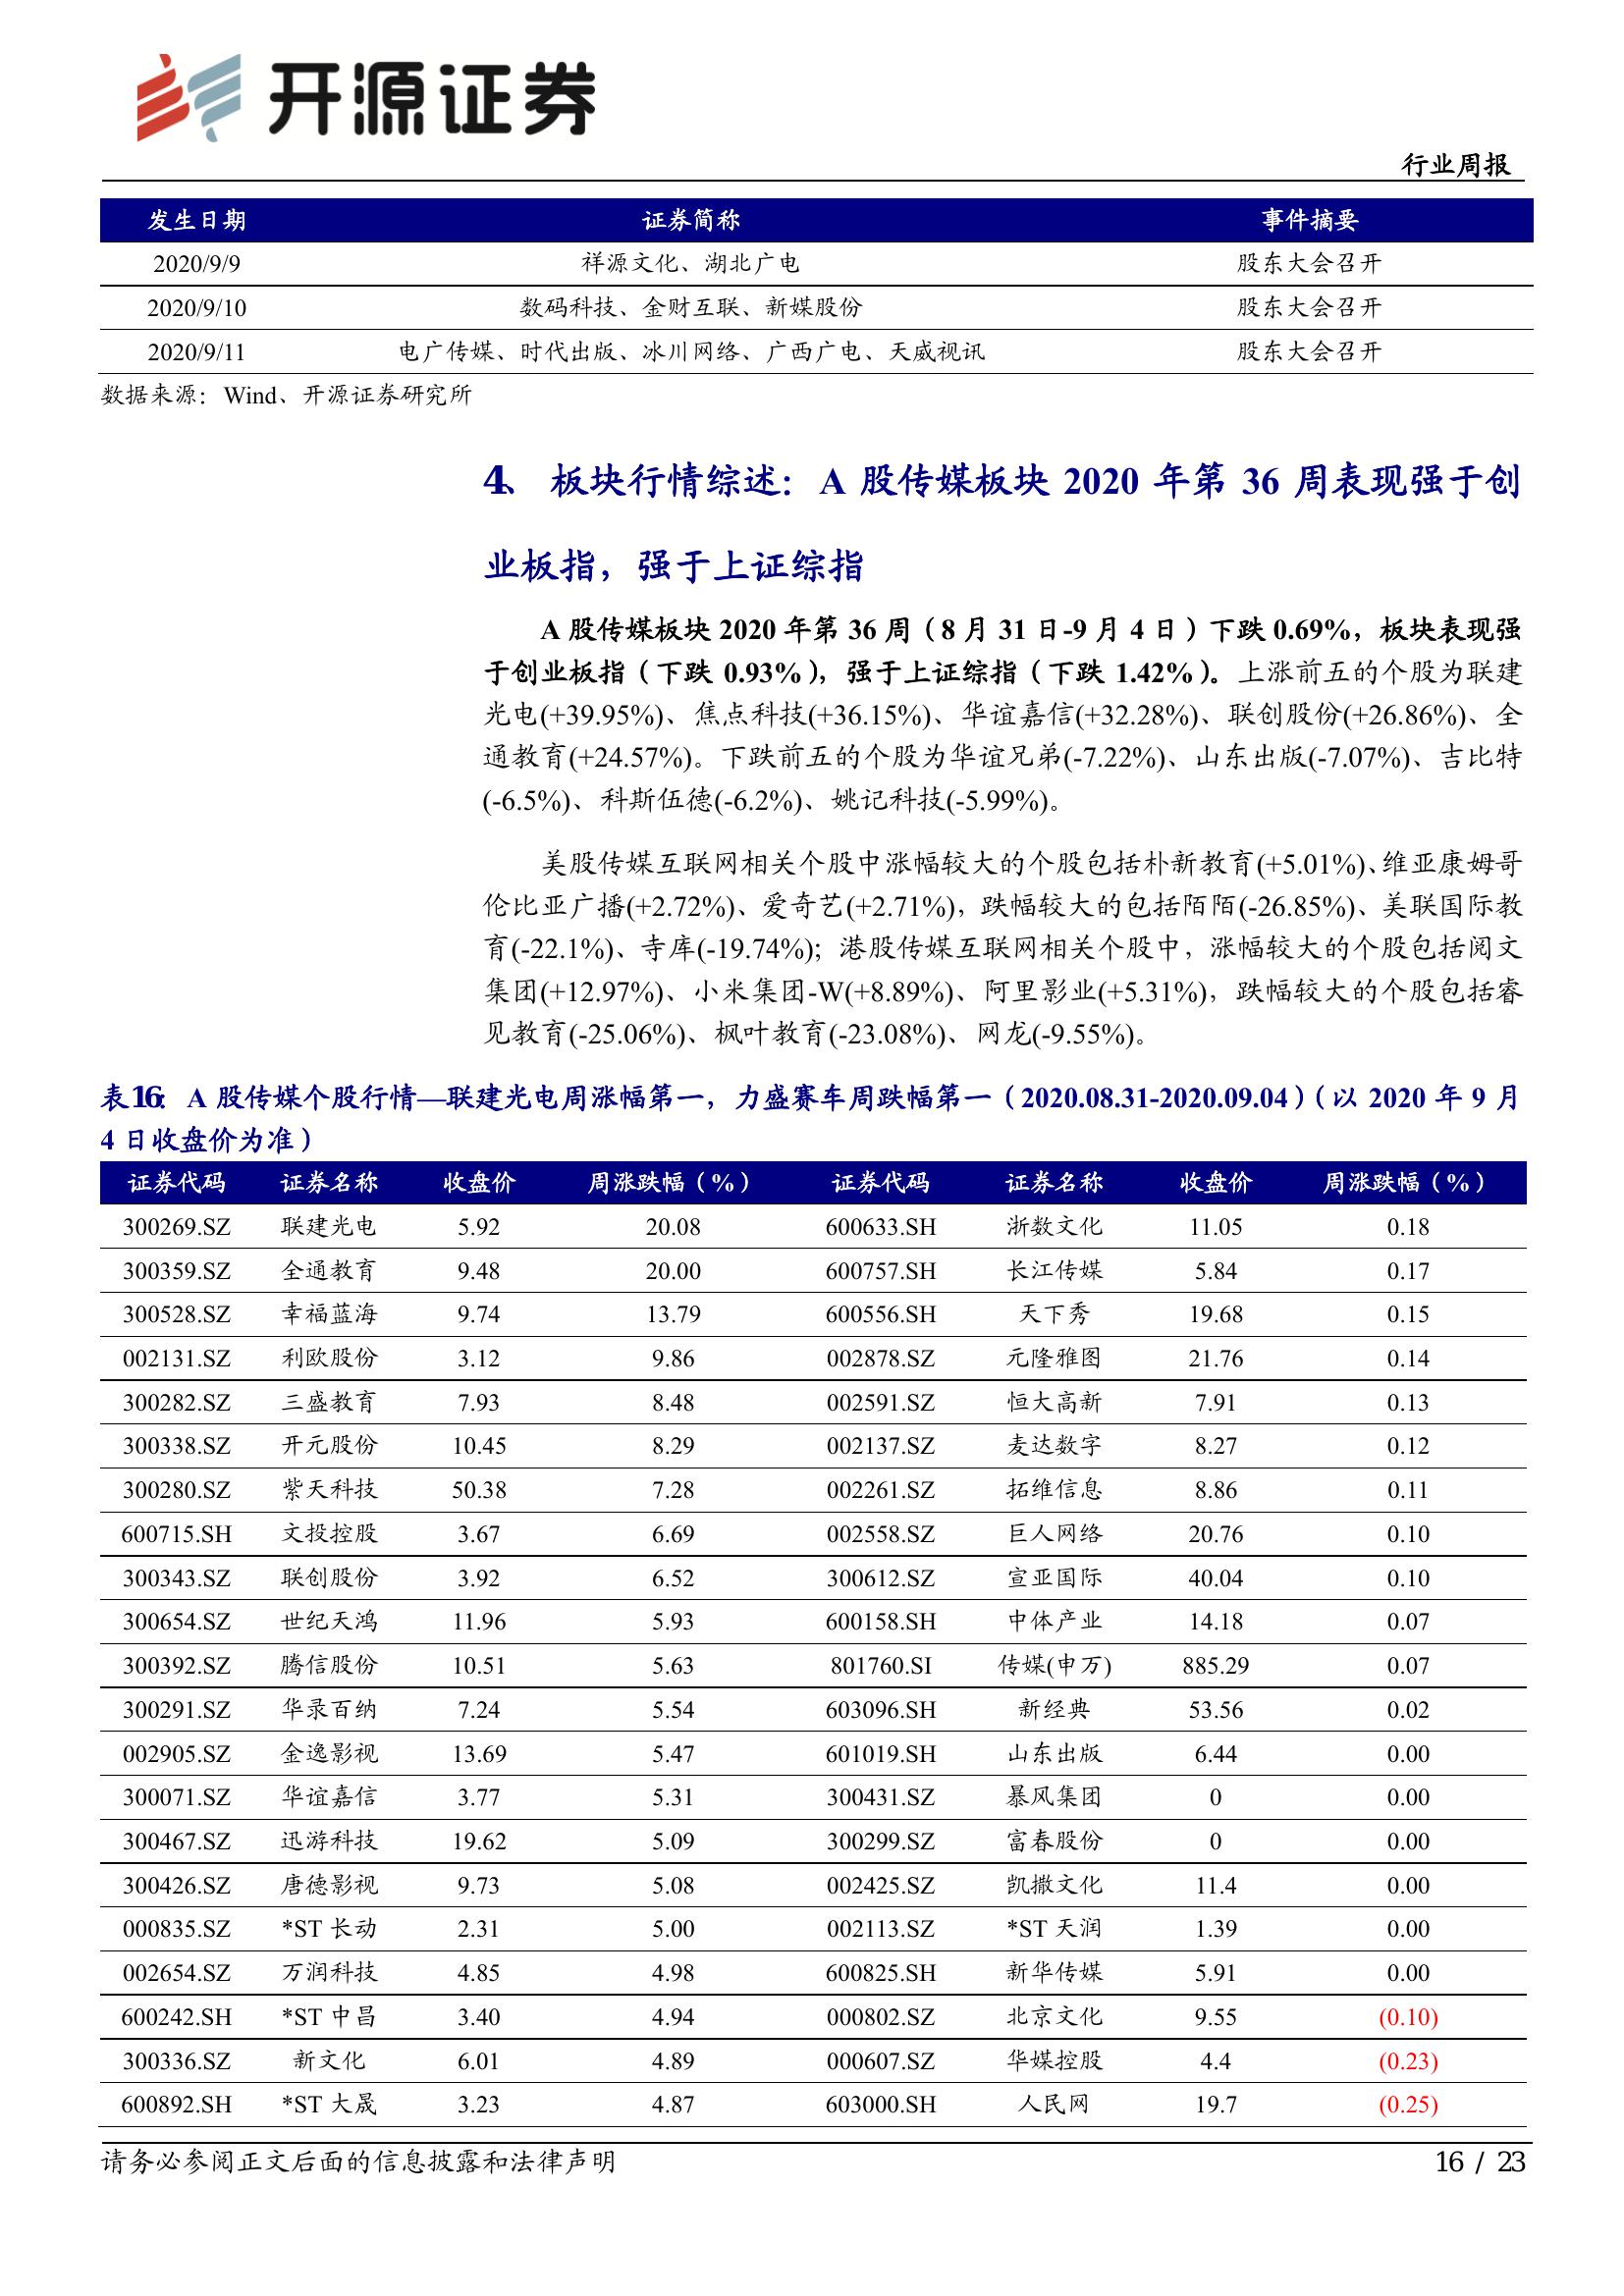 开源证券
行业周报
发生日期 证券简称 事件摘要
2020/9/9 祥源文化、湖北广电 股东大会召开
2020/9/10 数码科技、金财互联、新媒股份 股东大会召开
2020/9/11 电广传媒、时代出版、冰川网络、广西广电、天威视讯 股东大会召开
数据来源：Wind、开源证券研究所
4、 板块行情综述：A 股传媒板块 2020 年第 36 周表现强于创
业板指，强于上证综指
A 股传媒板块 2020 年第 36 周（8 月 31 日-9 月 4 日）下跌 0.69%，板块表现强
于创业板指（下跌 0.93%），强于上证综指（下跌 1.42%）。上涨前五的个股为联建
光电(+39.95%)、焦点科技(+36.15%)、华谊嘉信(+32.28%)、联创股份(+26.86%)、全
通教育(+24.57%)。下跌前五的个股为华谊兄弟(-7.22%)、山东出版(-7.07%)、吉比特
(-6.5%)、科斯伍德(-6.2%)、姚记科技(-5.99%)。
美股传媒互联网相关个股中涨幅较大的个股包括朴新教育(+5.01%)、维亚康姆哥
伦比亚广播(+2.72%)、爱奇艺(+2.71%)，跌幅较大的包括陌陌(-26.85%)、美联国际教
育(-22.1%)、寺库(-19.74%)；港股传媒互联网相关个股中，涨幅较大的个股包括阅文
集团(+12.97%)、小米集团-W(+8.89%)、阿里影业(+5.31%)，跌幅较大的个股包括睿
见教育(-25.06%)、枫叶教育(-23.08%)、网龙(-9.55%)。
表16： A 股传媒个股行情—联建光电周涨幅第一，力盛赛车周跌幅第一（2020.08.31-2020.09.04）（以 2020 年 9 月
4 日收盘价为准）
证券代码 证券名称 收盘价 周涨跌幅（%） 证券代码 证券名称 收盘价 周涨跌幅（%）
300269.SZ 联建光电 5.92 20.08 600633.SH 浙数文化 11.05 0.18
300359.SZ 全通教育 9.48 20.00 600757.SH 长江传媒 5.84 0.17
300528.SZ 幸福蓝海 9.74 13.79 600556.SH 天下秀 19.68 0.15
002131.SZ 利欧股份 3.12 9.86 002878.SZ 元隆雅图 21.76 0.14
300282.SZ 三盛教育 7.93 8.48 002591.SZ 恒大高新 7.91 0.13
300338.SZ 开元股份 10.45 8.29 002137.SZ 麦达数字 8.27 0.12
300280.SZ 紫天科技 50.38 7.28 002261.SZ 拓维信息 8.86 0.11
600715.SH 文投控股 3.67 6.69 002558.SZ 巨人网络 20.76 0.10
300343.SZ 联创股份 3.92 6.52 300612.SZ 宣亚国际 40.04 0.10
300654.SZ 世纪天鸿 11.96 5.93 600158.SH 中体产业 14.18 0.07
300392.SZ 腾信股份 10.51 5.63 801760.SI 传媒(申万) 885.29 0.07
300291.SZ 华录百纳 7.24 5.54 603096.SH 新经典 53.56 0.02
002905.SZ 金逸影视 13.69 5.47 601019.SH 山东出版 6.44 0.00
300071.SZ 华谊嘉信 3.77 5.31 300431.SZ 暴风集团 0 0.00
300467.SZ 迅游科技 19.62 5.09 300299.SZ 富春股份 0 0.00
300426.SZ 唐德影视 9.73 5.08 002425.SZ 凯撒文化 11.4 0.00
000835.SZ *ST 长动 2.31 5.00 002113.SZ *ST 天润 1.39 0.00
002654.SZ 万润科技 4.85 4.98 600825.SH 新华传媒 5.91 0.00
600242.SH *ST 中昌 3.40 4.94 000802.SZ 北京文化 9.55 (0.10)
300336.SZ 新文化 6.01 4.89 000607.SZ 华媒控股 4.4 (0.23)
600892.SH *ST 大晟 3.23 4.87 603000.SH 人民网 19.7 (0.25)
请务必参阅正文后面的信息披露和法律声明 16 / 23